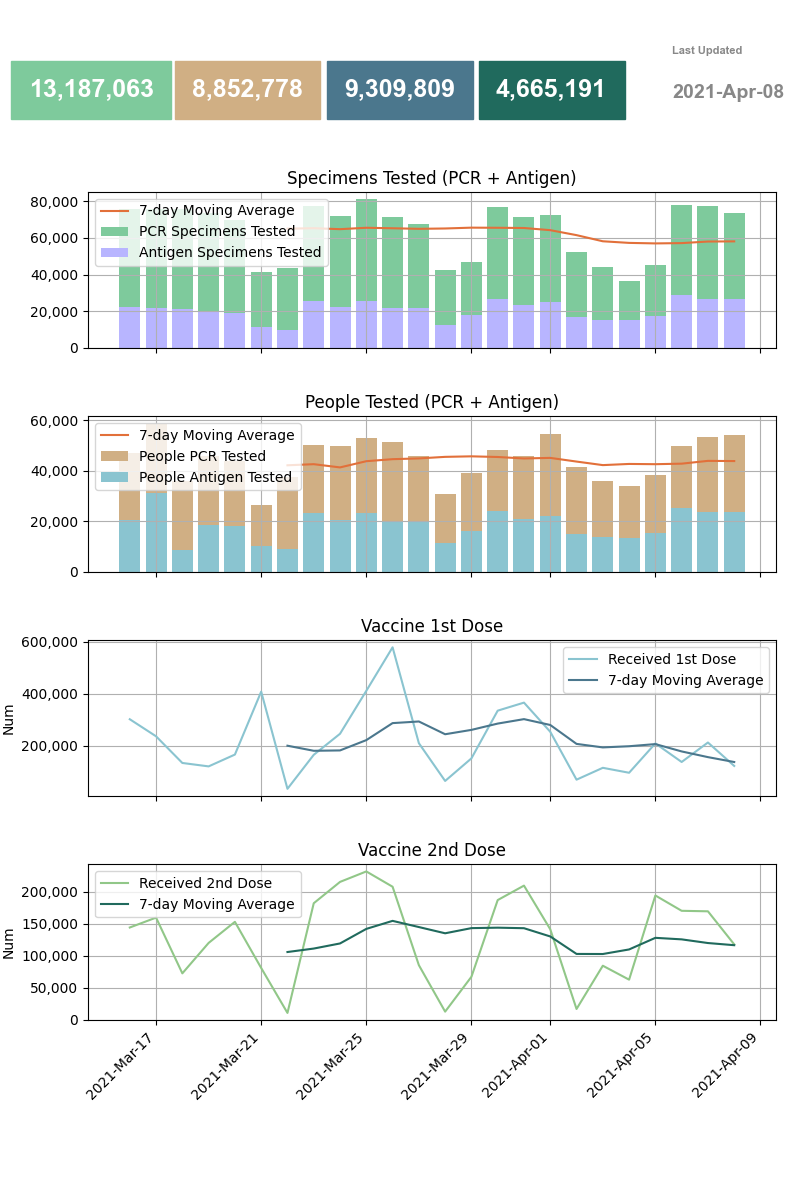 Last Updated
13,187,063 8,852,778 9,309,809 4,665,191 2021-Apr-08
Specimens Tested (PCR + Antigen)
80,000
60,000
40,000
20,000
0
7-day Moving Average
PCR Specimens Tested
Antigen Specimens Tested
People Tested (PCR + Antigen)
60,000
40,000
20,000
0
7-day Moving Average
People PCR Tested
People Antigen Tested
Vaccine 1st Dose
600,000
400,000
200,000
Num
Received 1st Dose
7-day Moving Average
Vaccine 2nd Dose
200,000
150,000
100,000
50,000
0
Num
Received 2nd Dose
7-day Moving Average
2021-Mar-17
2021-Mar-21
2021-Mar-25
2021-Mar-29
2021-Apr-01
2021-Apr-05
2021-Apr-09